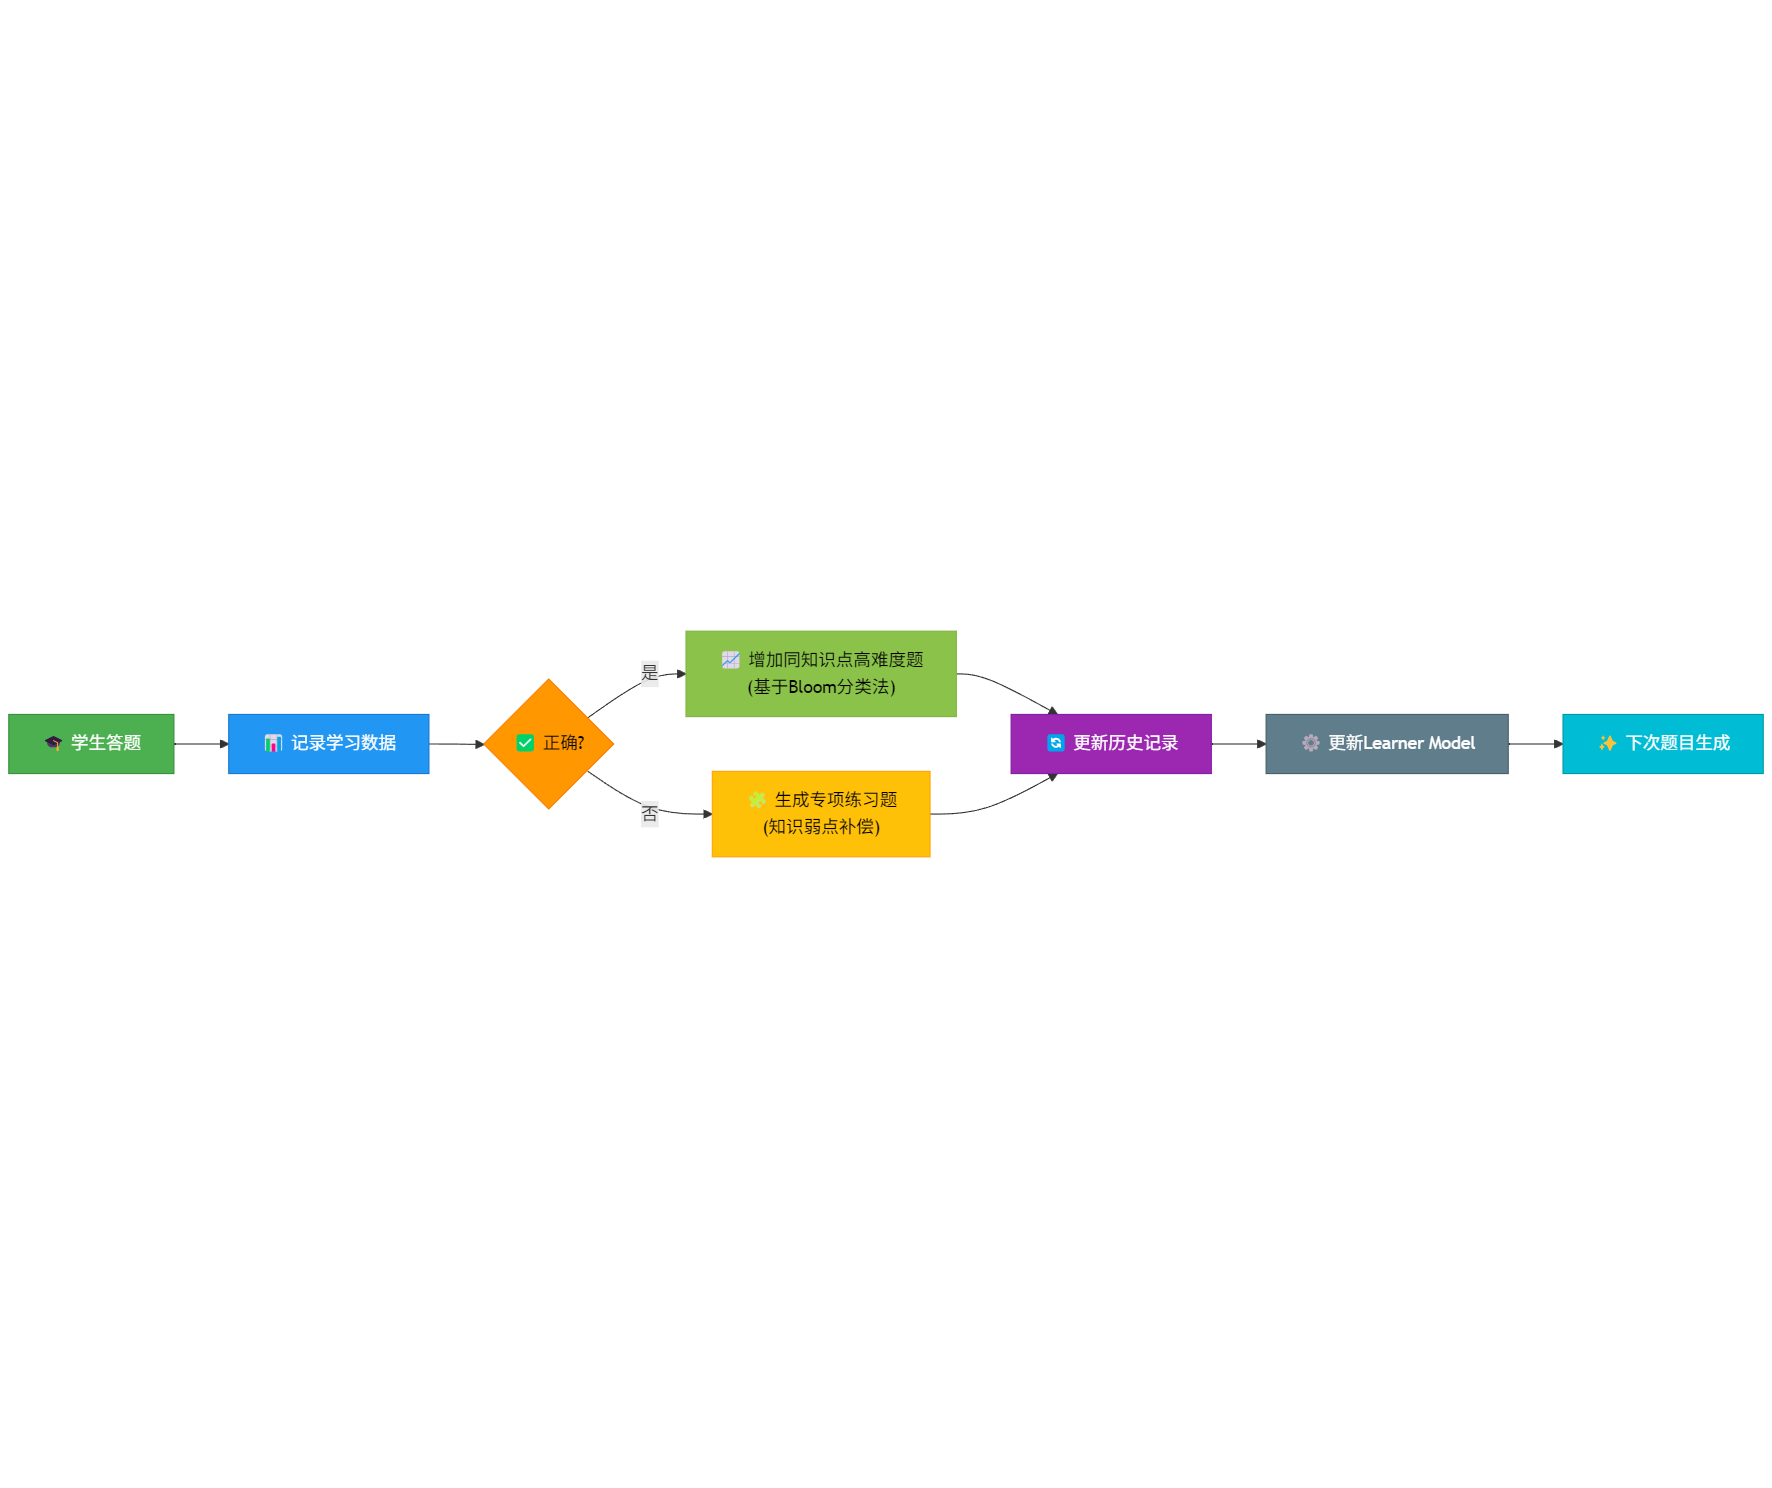 学生答题
记录学习数据
正确?
是
否
增加同知识点高难度题
(基于Bloom分类法)
生成专项练习题
(知识弱点补偿)
更新历史记录
更新Learner Model
下次题目生成